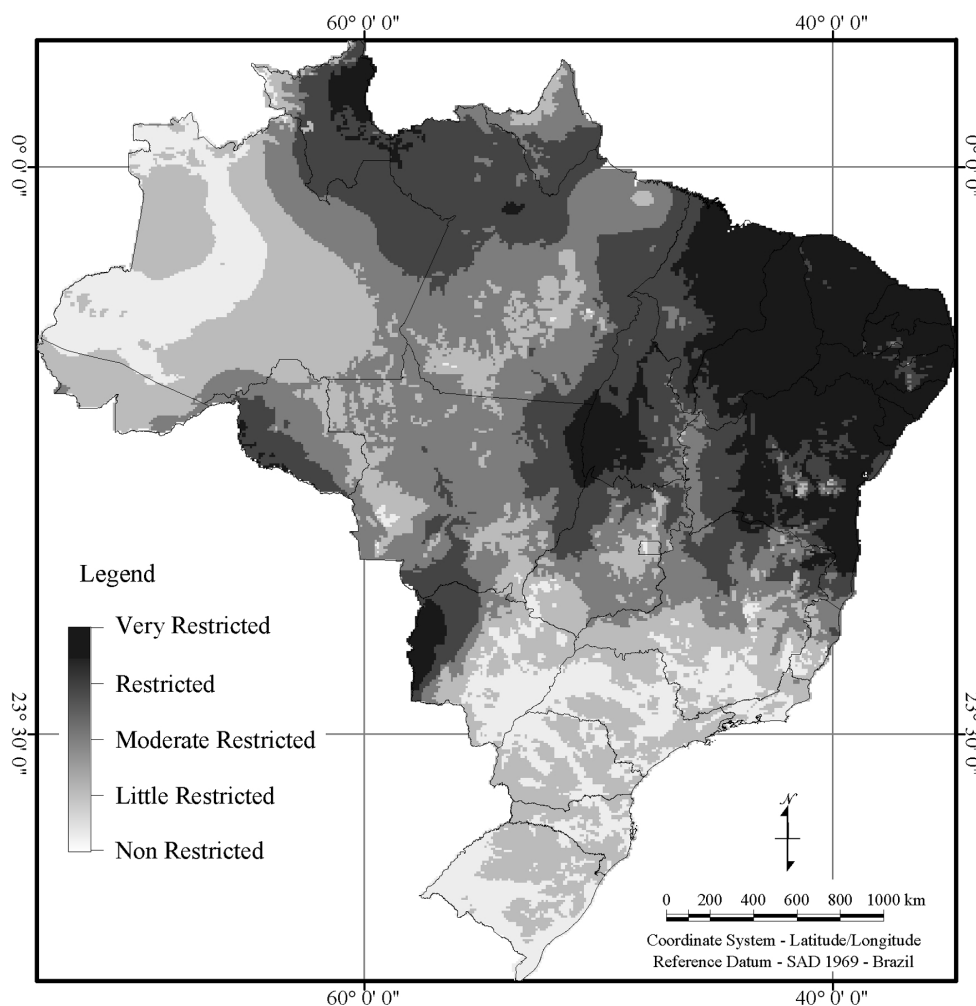 60° 0' 0"
40° 0' 0"
0° 0' 0"
0° 0' 0"
Legend
Very Restricted
Restricted
Moderate Restricted
Little Restricted
Non Restricted
23° 30' 0"
23° 30' 0"
N
0 200 400 600 800 1000 km
Coordinate System - Latitude/Longitude
Reference Datum - SAD 1969 - Brazil
60° 0' 0"
40° 0' 0"